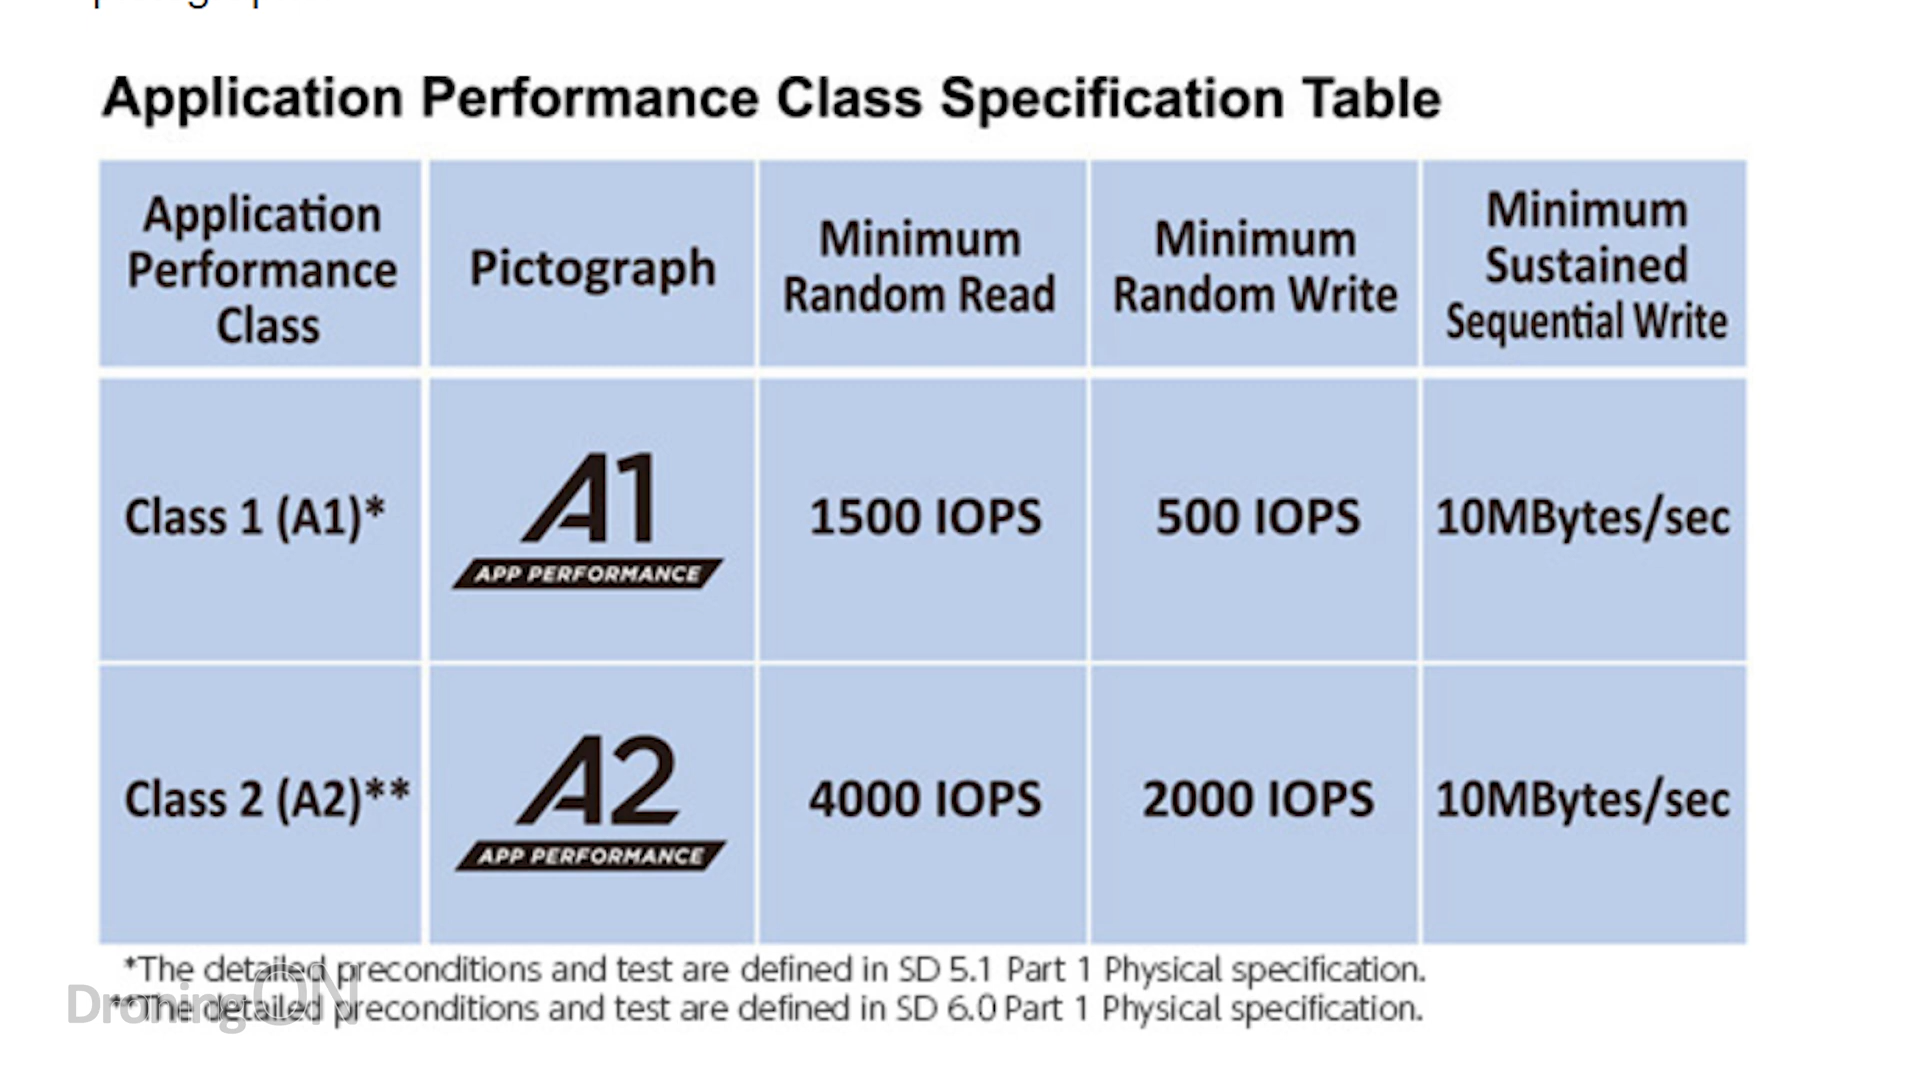 Application Performance Class Specification Table
Application
Performance
Class
Pictograph
Minimum
Random Read
Minimum
Random Write
Minimum
Sustained
Sequential Write
Class 1 (A1)*
A1
APP PERFORMANCE
1500 IOPS
500 IOPS
10MBytes/sec
Class 2 (A2)**
A2
APP PERFORMANCE
4000 IOPS
2000 IOPS
10MBytes/sec
*The detailed preconditions and test are defined in SD 5.1 Part 1 Physical specification.
**The detailed preconditions and test are defined in SD 6.0 Part 1 Physical specification.
DroningON